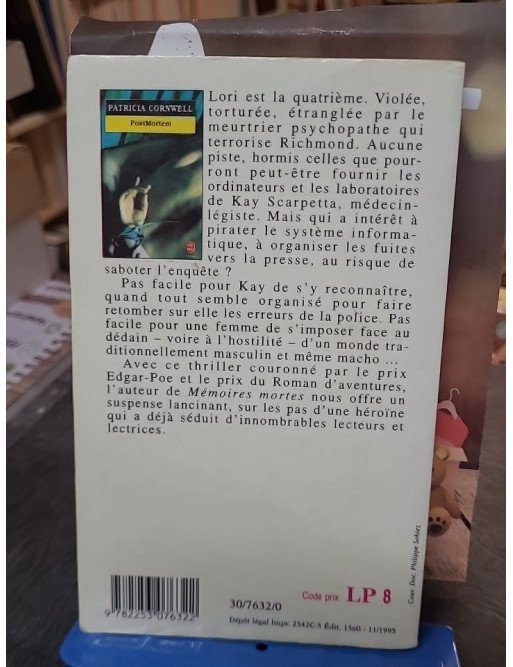 PATRICIA CORNWELL
PostMortem
Lori est la quatrième. Violée,
torturée, étranglée par le
meurtrier psychopathe qui
terrorise Richmond. Aucune
piste, hormis celles que pour-
ront peut-être fournir les
ordinateurs et les laboratoires
de Kay Scarpetta, médecin-
légiste. Mais qui a intérêt à
pirater le système informa-
tique, à organiser les fuites
vers la presse, au risque de
saboter l'enquête ?
Pas facile pour Kay de s'y reconnaître,
quand tout semble organisé pour faire
retomber sur elle les erreurs de la police. Pas
facile pour une femme de s'imposer face au
dédain – voire à l'hostilité – d'un monde tra-
ditionnellement masculin et même macho ...
Avec ce thriller couronné par le prix
Edgar-Poe et le prix du Roman d'aventures,
l'auteur de Mémoires mortes nous offre un
suspense lancinant, sur les pas d'une héroïne
qui a déjà séduit d'innombrables lecteurs et
lectrices.
9 782253 076322
30/7632/0
Code prix LP 8
Dépôt légal Impr. 2542C-5 Édit. 1560 - 11/1995